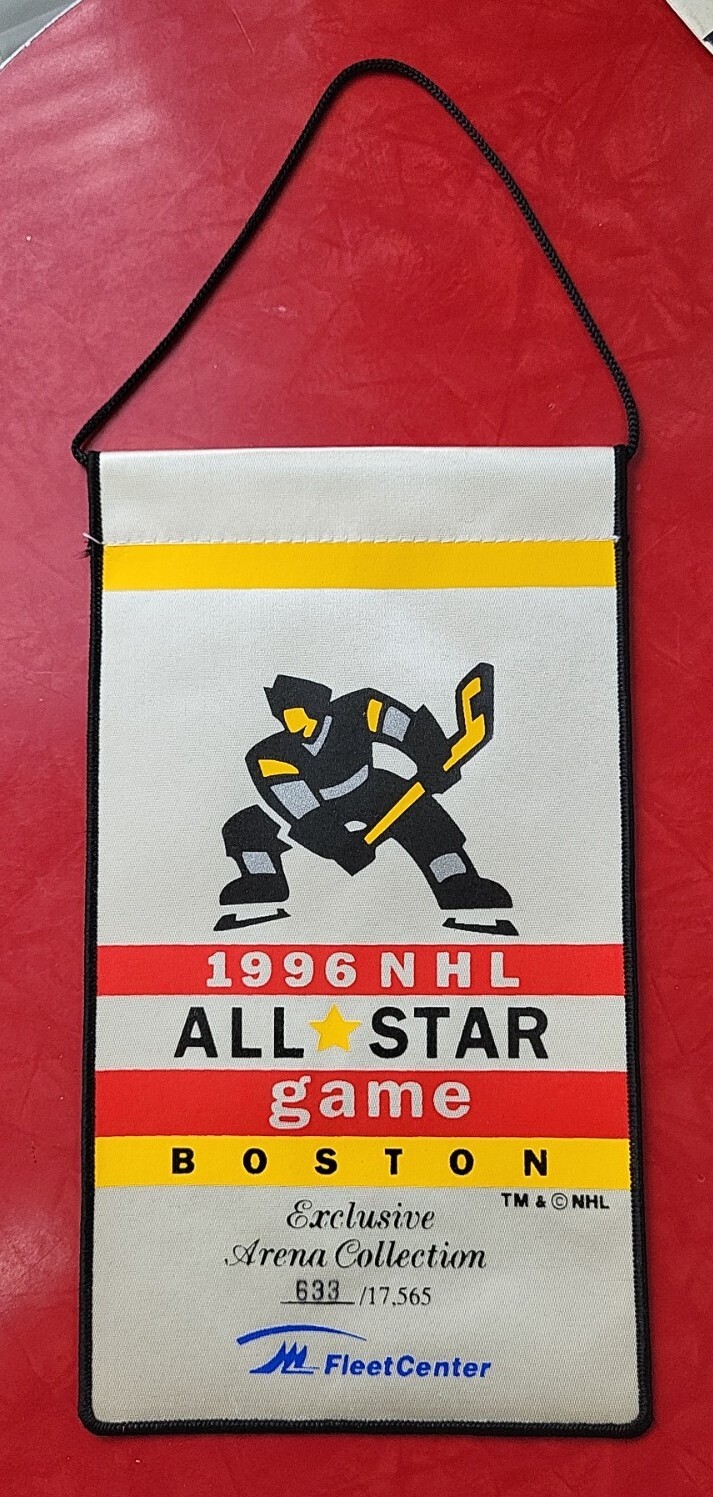 1996 NHL
ALL★STAR
game
BOSTON
TM & © NHL
Exclusive
Arena Collection
633 /17,565
FleetCenter